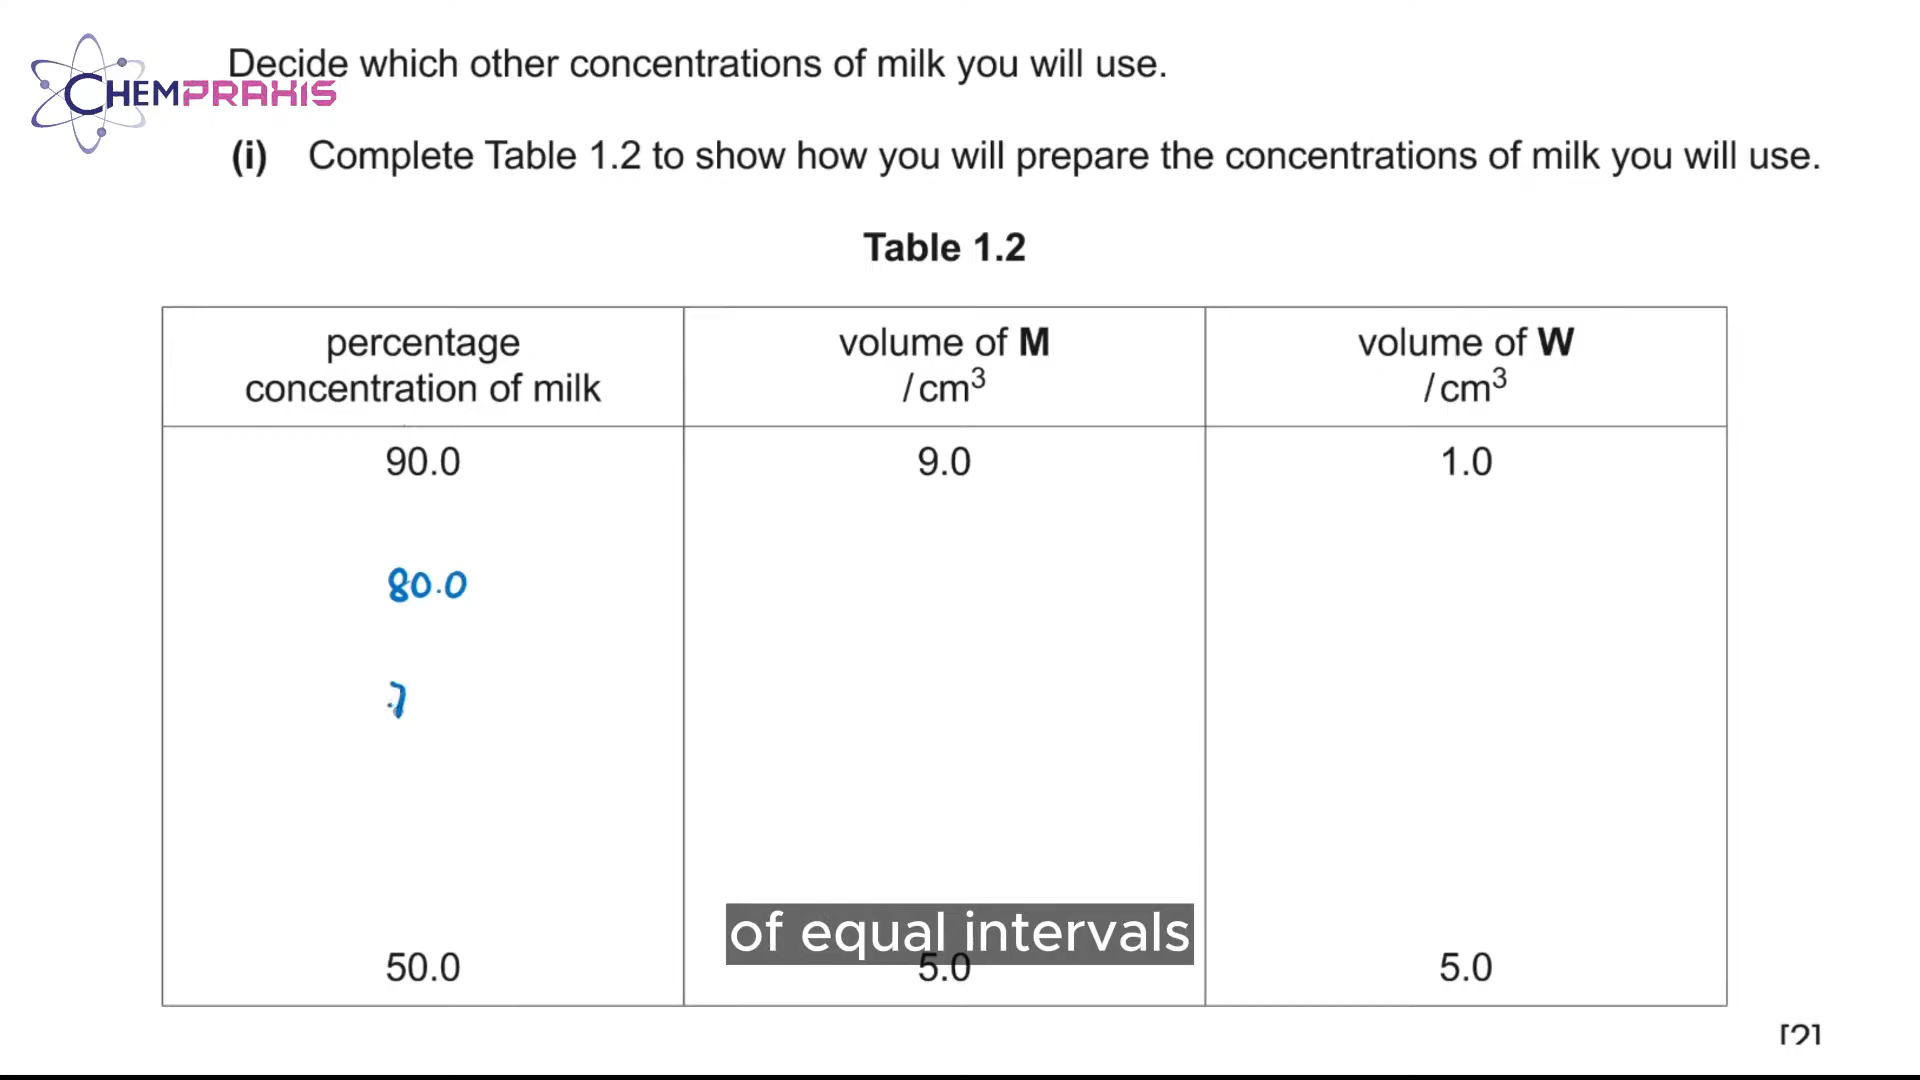 CHEMPRAXIS
Decide which other concentrations of milk you will use.
(i) Complete Table 1.2 to show how you will prepare the concentrations of milk you will use.
Table 1.2
percentage concentration of milk
volume of M /cm³
volume of W /cm³
90.0 9.0 1.0
80.0
7
of equal intervals
50.0 5.0 5.0
[2]